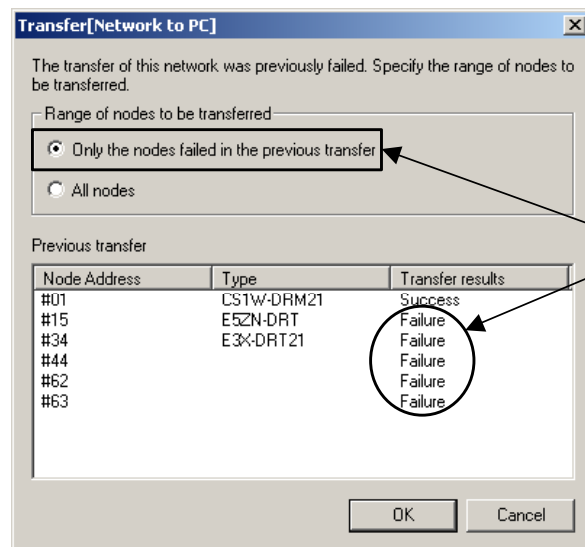 Transfer[Network to PC]
The transfer of this network was previously failed. Specify the range of nodes to
be transferred.
Range of nodes to be transferred
Only the nodes failed in the previous transfer
All nodes
Previous transfer
Node Address Type Transfer results
#01 CS1W-DRM21 Success
#15 E5ZN-DRT Failure
#34 E3X-DRT21 Failure
#44 Failure
#62 Failure
#63 Failure
OK Cancel